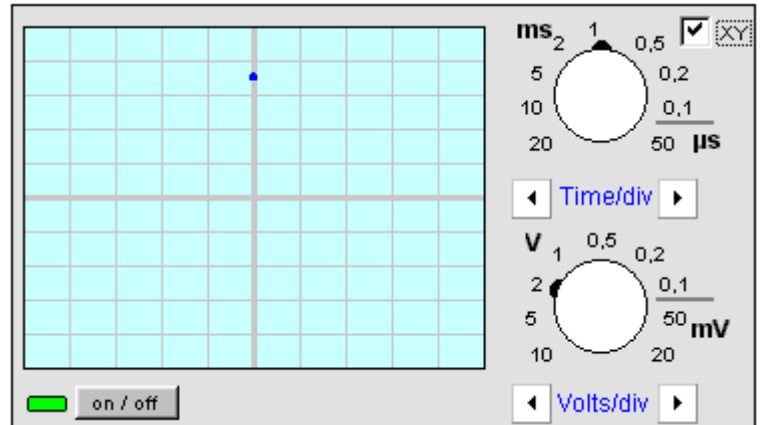 ms 2 1 0,5 XY
5 0,2
10 0,1
20 50 µs
Time/div
V 1 0,5 0,2
2 0,1
5 50 mV
10 20
on / off Volts/div